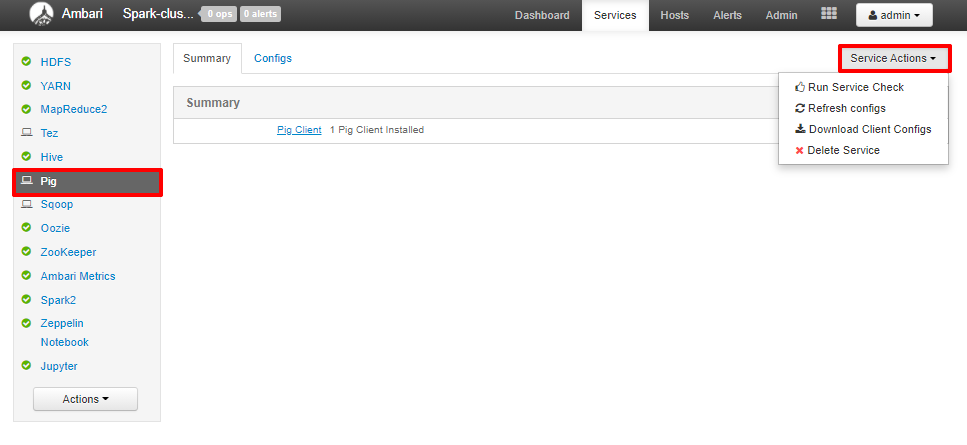 Ambari Spark-clus... 0 ops 0 alerts Dashboard Services Hosts Alerts Admin admin
HDFS
YARN
MapReduce2
Tez
Hive
Pig
Sqoop
Oozie
ZooKeeper
Ambari Metrics
Spark2
Zeppelin
Notebook
Jupyter
Actions
Summary Configs Service Actions
Summary
Pig Client 1 Pig Client Installed
Run Service Check
Refresh configs
Download Client Configs
Delete Service